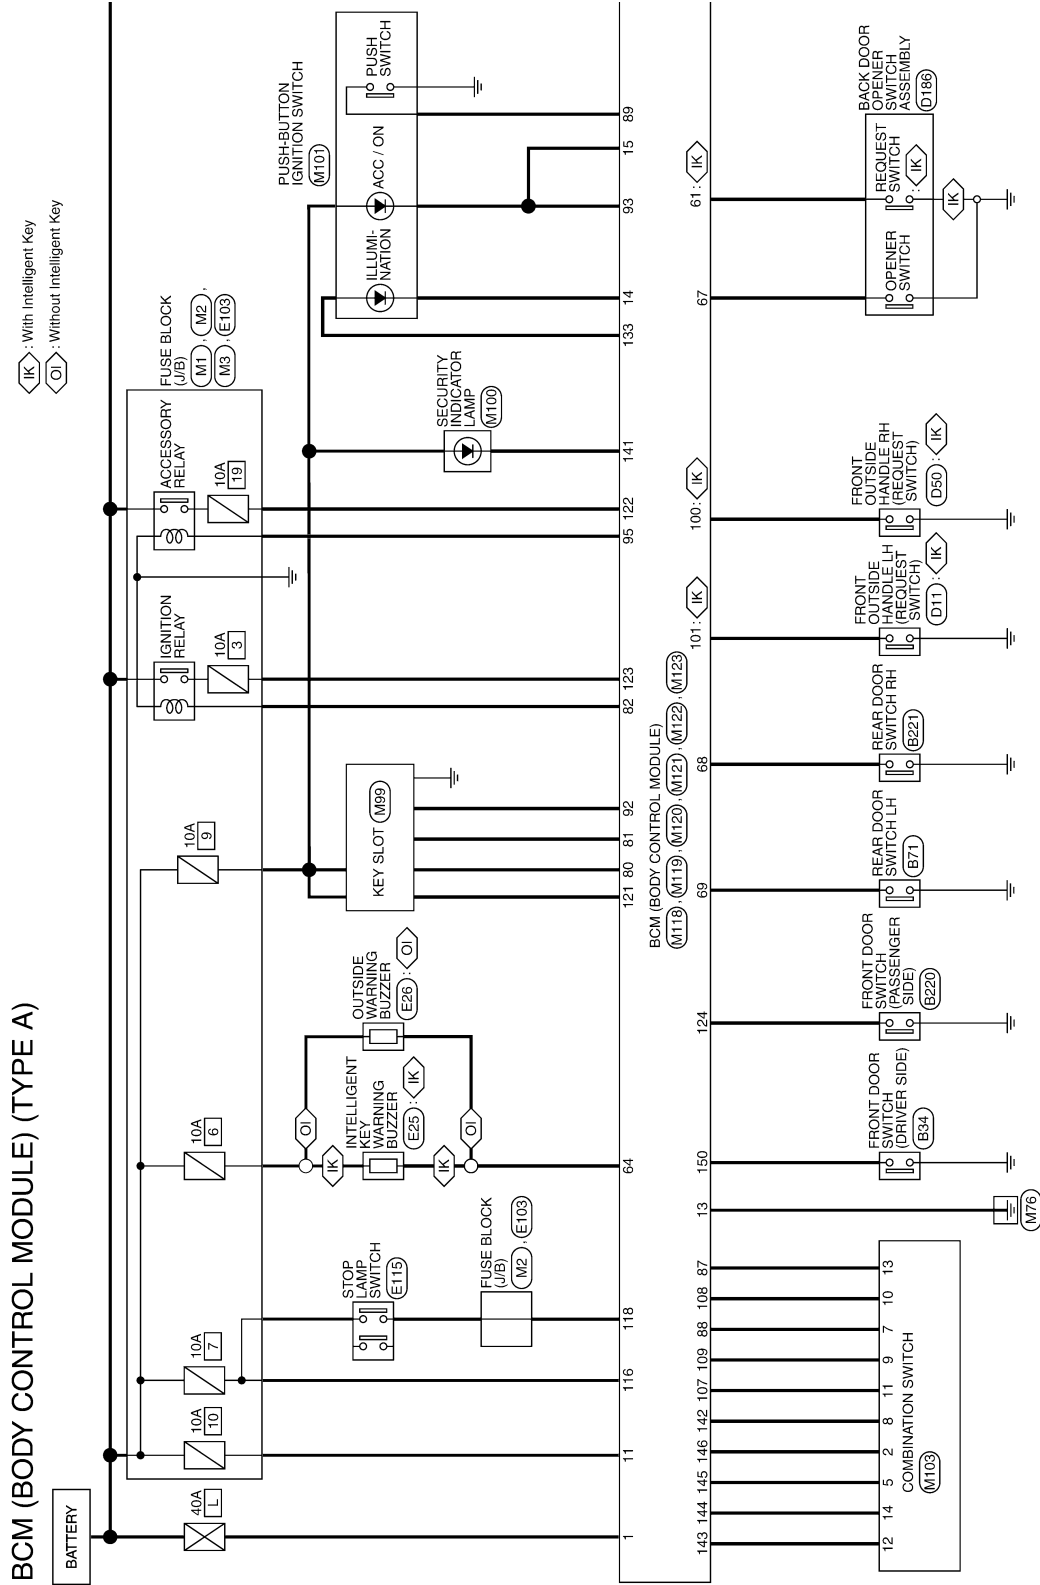 BCM (BODY CONTROL MODULE) (TYPE A)
IK : With Intelligent Key
OI : Without Intelligent Key
BATTERY
40A
L
10A
10
10A
7
10A
6
10A
9
IGNITION
RELAY
10A
3
ACCESSORY
RELAY
10A
19
FUSE BLOCK
(J/B)
M1 , M2 ,
M3 , E103
STOP
LAMP
SWITCH
E115
FUSE BLOCK
(J/B)
M2 , E103
OI
IK
INTELLIGENT
KEY
WARNING
BUZZER
E25 : IK
IK
OI
OUTSIDE
WARNING
BUZZER
E26 : OI
KEY SLOT
M99
SECURITY
INDICATOR
LAMP
M100
PUSH-BUTTON
IGNITION SWITCH
M101
ILLUMI-
NATION
ACC / ON
PUSH
SWITCH
1
11
116
118
64
121
80
81
92
82
123
95
122
141
133
14
93
15
89
BCM (BODY CONTROL MODULE)
M118 , M119 , M120 , M121 , M122 , M123
143
144
145
146
142
107
109
88
108
87
13
150
124
69
68
101 : IK
100 : IK
67
61 : IK
12
14
5
2
8
11
9
7
10
13
COMBINATION SWITCH
M103
M76
FRONT DOOR
SWITCH
(DRIVER SIDE)
B34
FRONT DOOR
SWITCH
(PASSENGER
SIDE)
B220
REAR DOOR
SWITCH LH
B71
REAR DOOR
SWITCH RH
B221
FRONT
OUTSIDE
HANDLE LH
(REQUEST
SWITCH)
D11 : IK
FRONT
OUTSIDE
HANDLE RH
(REQUEST
SWITCH)
D50 : IK
OPENER
SWITCH
REQUEST
SWITCH
: IK
IK
BACK DOOR
OPENER
SWITCH
ASSEMBLY
D186